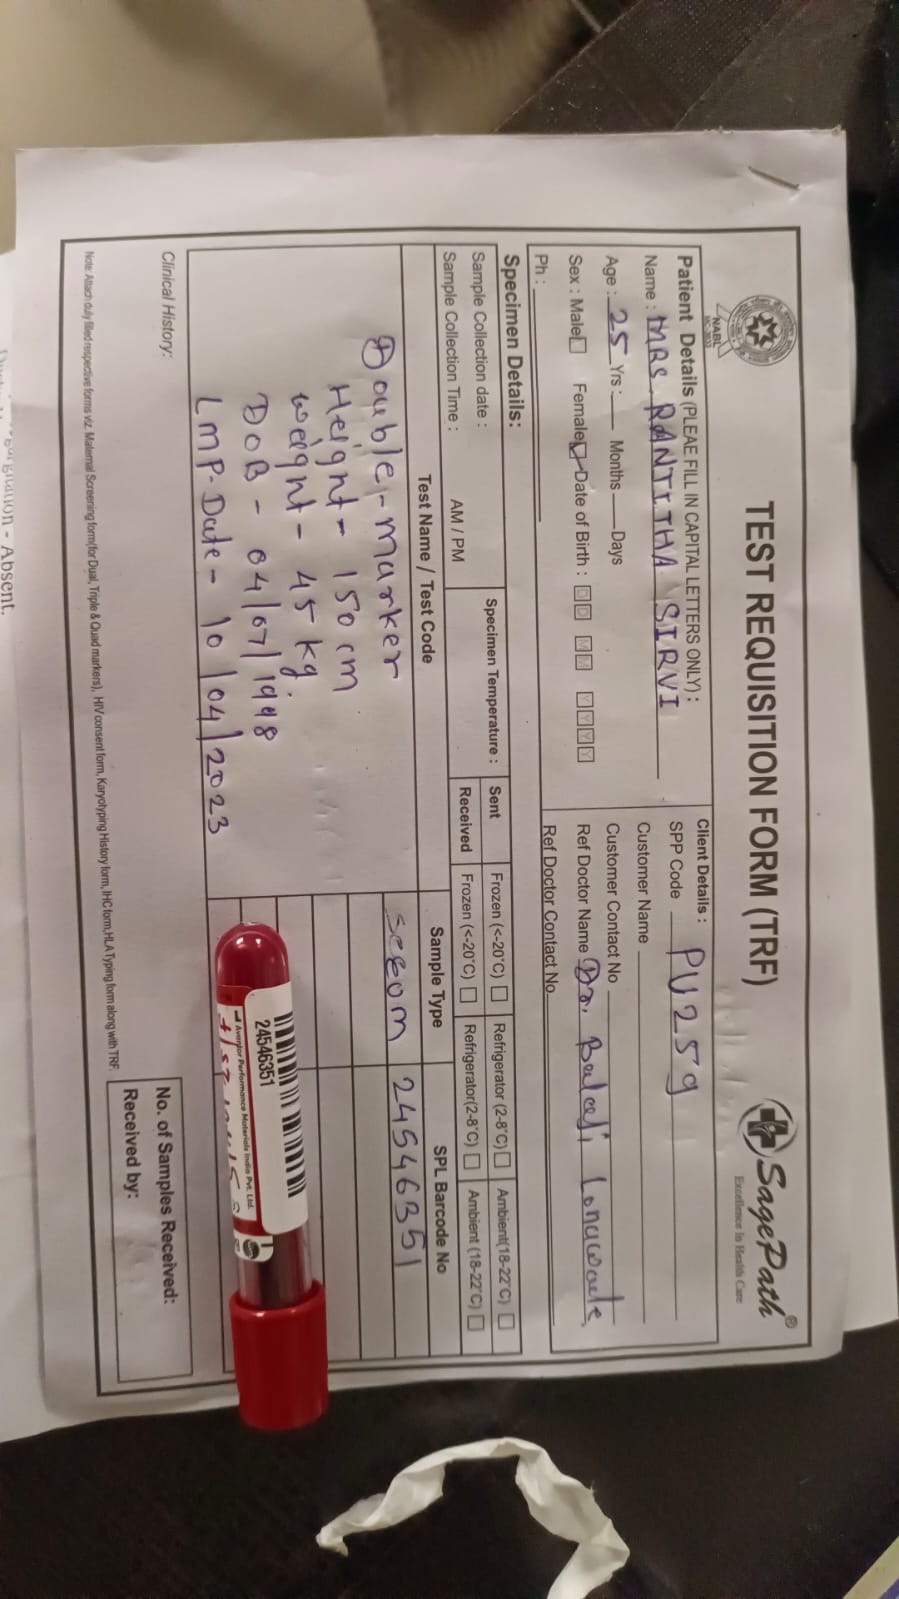 TEST REQUISITION FORM (TRF)
SagePath®
Excellence In Health Care
NABL
Patient Details (PLEAE FILL IN CAPITAL LETTERS ONLY) :
Name : MRS. RANJITHA SIRVI
Age : 25 Yrs : Months Days
Sex : Male Female Date of Birth : D D M M Y Y Y Y
Ph :
Client Details :
SPP Code PU259
Customer Name
Customer Contact No
Ref Doctor Name Dr. Balaji
Ref Doctor Contact No
Specimen Details:
Sample Collection date :
Sample Collection Time : AM / PM
Specimen Temperature :
Sent Frozen (<-20°C) Refrigerator (2-8°C) Ambient(18-22°C)
Received Frozen (<-20°C) Refrigerator(2-8°C) Ambient (18-22°C)
Test Name / Test Code Sample Type SPL Barcode No
Double-marker 24546351
Height - 150 cm
Weight - 45 kg.
DOB - 04/07/1998
LMP-Date - 10/04/2023
24546351
Avantor Performance Materials India Pvt. Ltd.
Clinical History:
No. of Samples Received:
Received by:
Note: Attach duly filled respective forms viz. Maternal Screening form(for Dual, Triple & Quad markers), HIV consent form, Karyotyping History form, IHC form,HLA Typing form along with TRF.
- Absent.